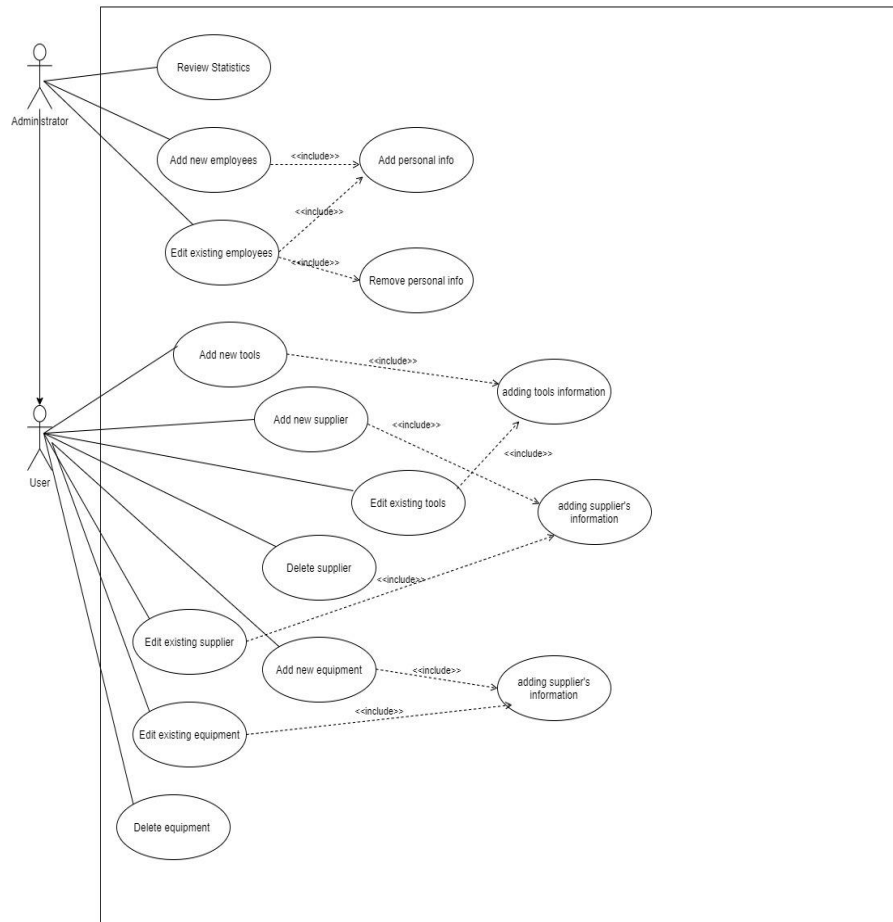 Review Statistics
Administrator
Add new employees
<<include>>
Add personal info
<<include>>
Edit existing employees
<<include>>
Remove personal info
Add new tools
<<include>>
adding tools information
Add new supplier
<<include>>
<<include>>
User
Edit existing tools
adding supplier's
information
Delete supplier
<<include>>
Edit existing supplier
Add new equipment
<<include>>
adding supplier's
information
Edit existing equipment
<<include>>
Delete equipment